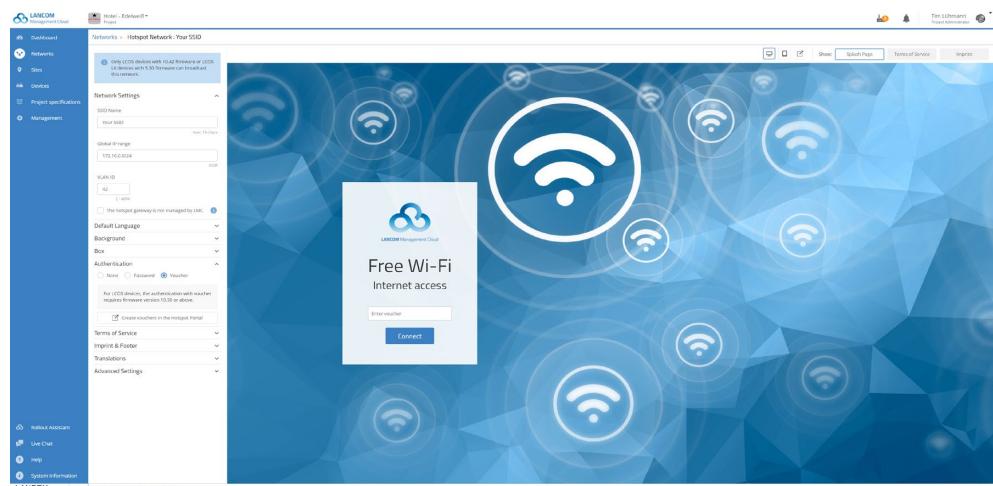 LANCOM
Management Cloud
Hotel - Edelweiß
Project
Tim Lühmann
Project Administrator
Dashboard
Networks
Sites
Devices
Project specifications
Management
Rollout Assistant
Live Chat
Help
System Information
Networks > Hotspot Network : Your SSID
Only LCOS devices with 10.42 firmware or LCOS
LX devices with 5.30 firmware can broadcast
this network.
Network Settings
SSID Name
Your SSID
Global IP range
VLAN ID
42
The hotspot gateway is not managed by LMC.
Default Language
Background
Box
Authentication
None
Password
Voucher
For LCOS devices, the authentication with voucher
requires firmware version 10.50 or above.
Create vouchers in the Hotspot Portal
Terms of Service
Imprint & Footer
Translations
Advanced Settings
Show:
Splash Page
Terms of Service
Imprint
LANCOM Management Cloud
Free Wi-Fi
Internet access
Enter voucher
Connect